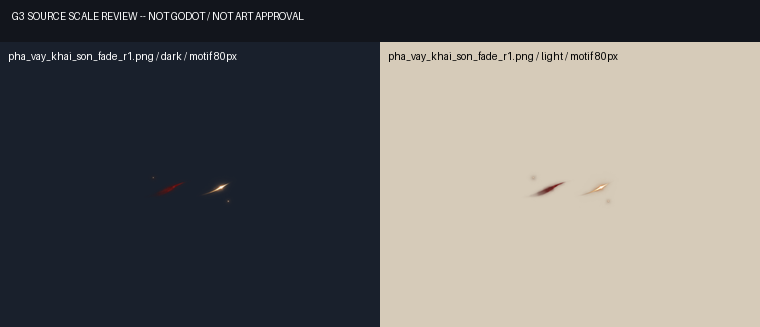 G3 SOURCE SCALE REVIEW -- NOT GODOT / NOT ART APPROVAL
pha_vay_khai_son_fade_r1.png / dark / motif 80px
pha_vay_khai_son_fade_r1.png / light / motif 80px